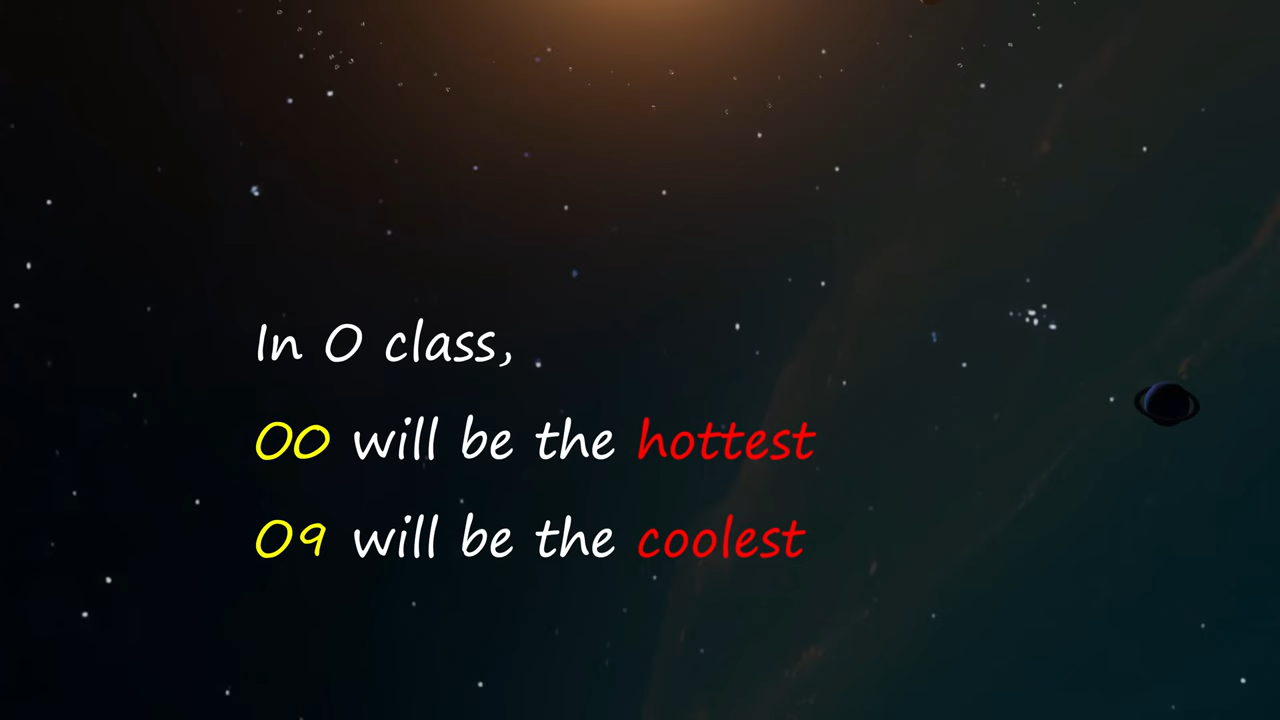 In O class,
O0 will be the hottest
O9 will be the coolest